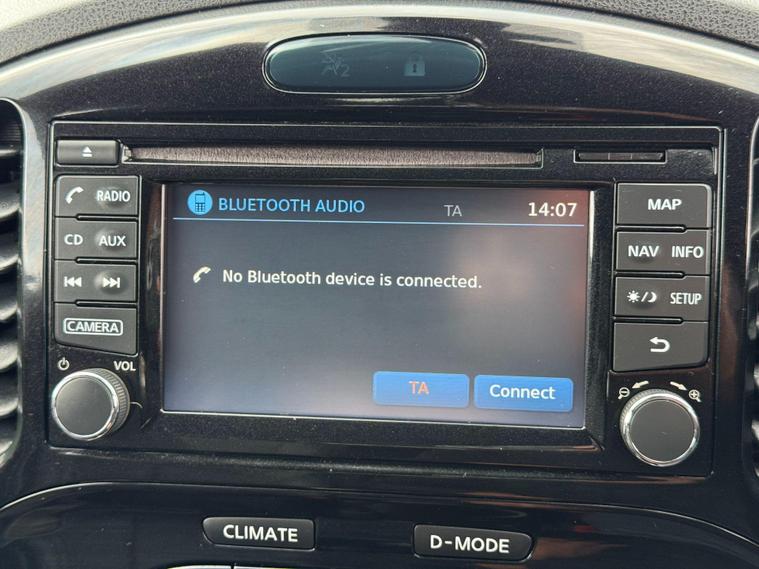 2
RADIO
CD AUX
CAMERA
VOL
BLUETOOTH AUDIO TA 14:07
No Bluetooth device is connected.
TA Connect
MAP
NAV INFO
SETUP
CLIMATE D-MODE